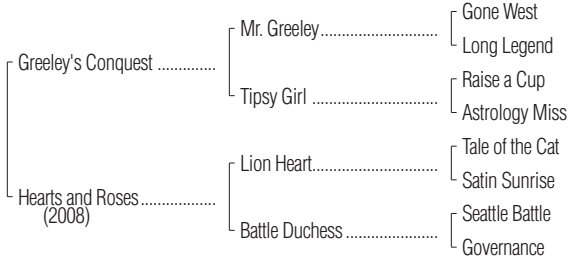 Gone West
Mr. Greeley
Long Legend
Greeley's Conquest
Raise a Cup
Tipsy Girl
Astrology Miss
Tale of the Cat
Lion Heart
Satin Sunrise
Hearts and Roses
(2008)
Seattle Battle
Battle Duchess
Governance